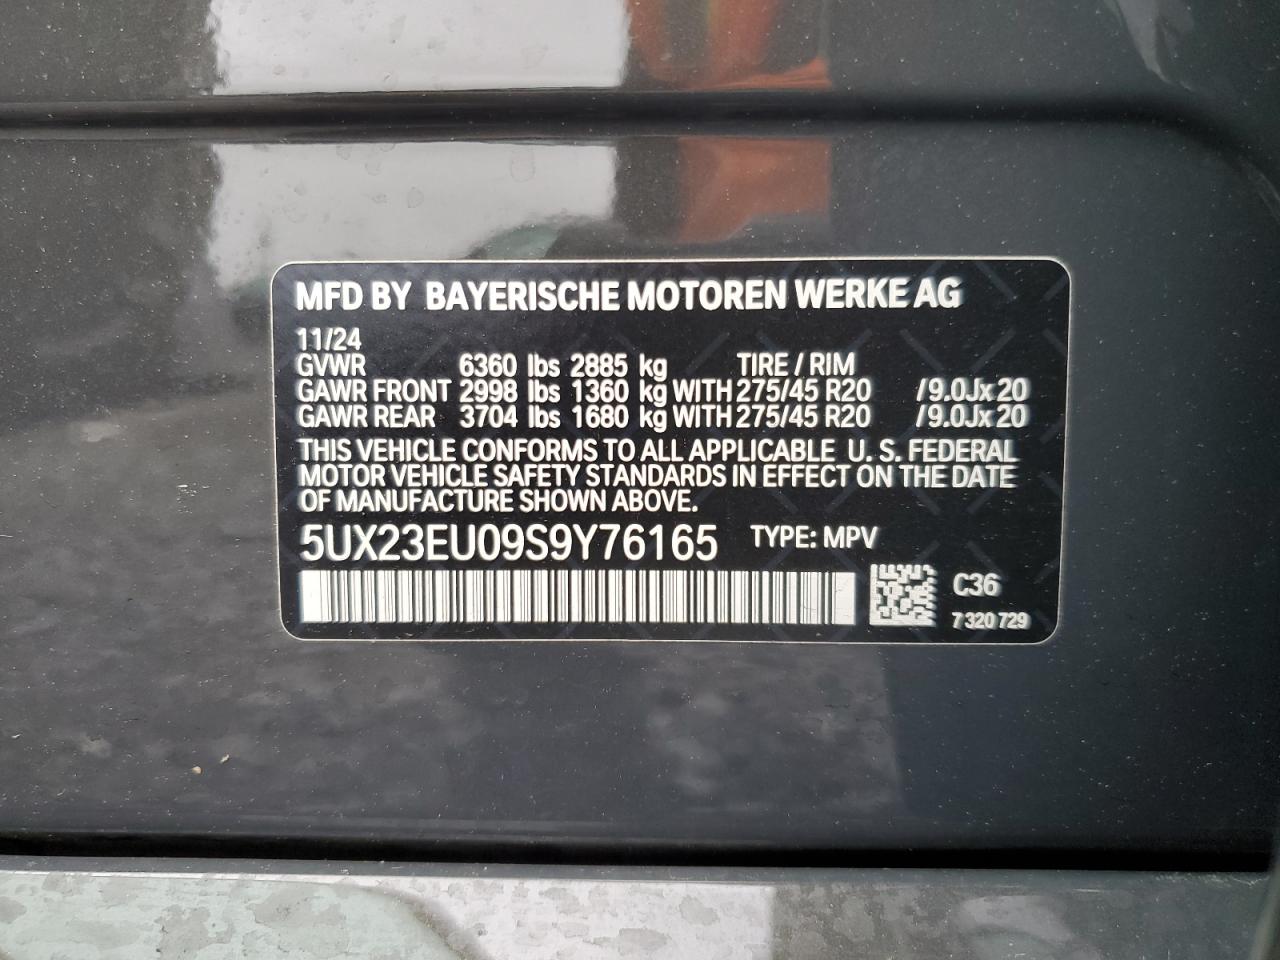 MFD BY BAYERISCHE MOTOREN WERKE AG
11/24
GVWR 6360 lbs 2885 kg TIRE / RIM
GAWR FRONT 2998 lbs 1360 kg WITH 275/45 R20 /9.0Jx20
GAWR REAR 3704 lbs 1680 kg WITH 275/45 R20 /9.0Jx20
THIS VEHICLE CONFORMS TO ALL APPLICABLE U. S. FEDERAL
MOTOR VEHICLE SAFETY STANDARDS IN EFFECT ON THE DATE
OF MANUFACTURE SHOWN ABOVE.
5UX23EU09S9Y76165 TYPE: MPV
C36
7 320 729